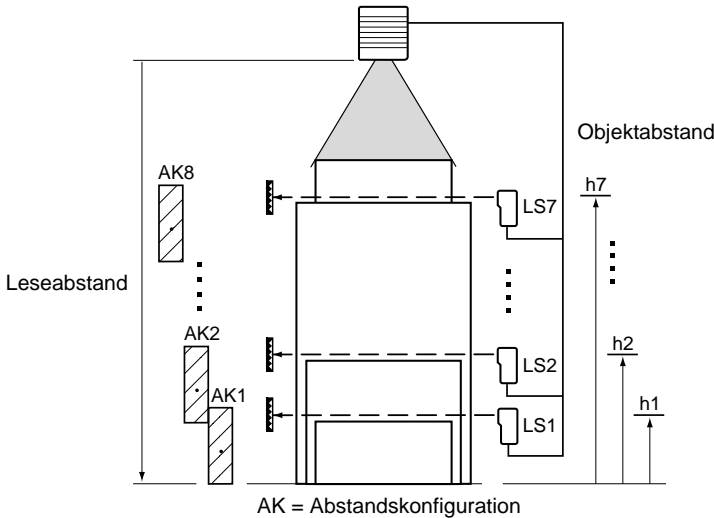 Objektabstand
AK8
h7
LS7
Leseabstand
AK2
h2
LS2
AK1
h1
LS1
AK = Abstandskonfiguration